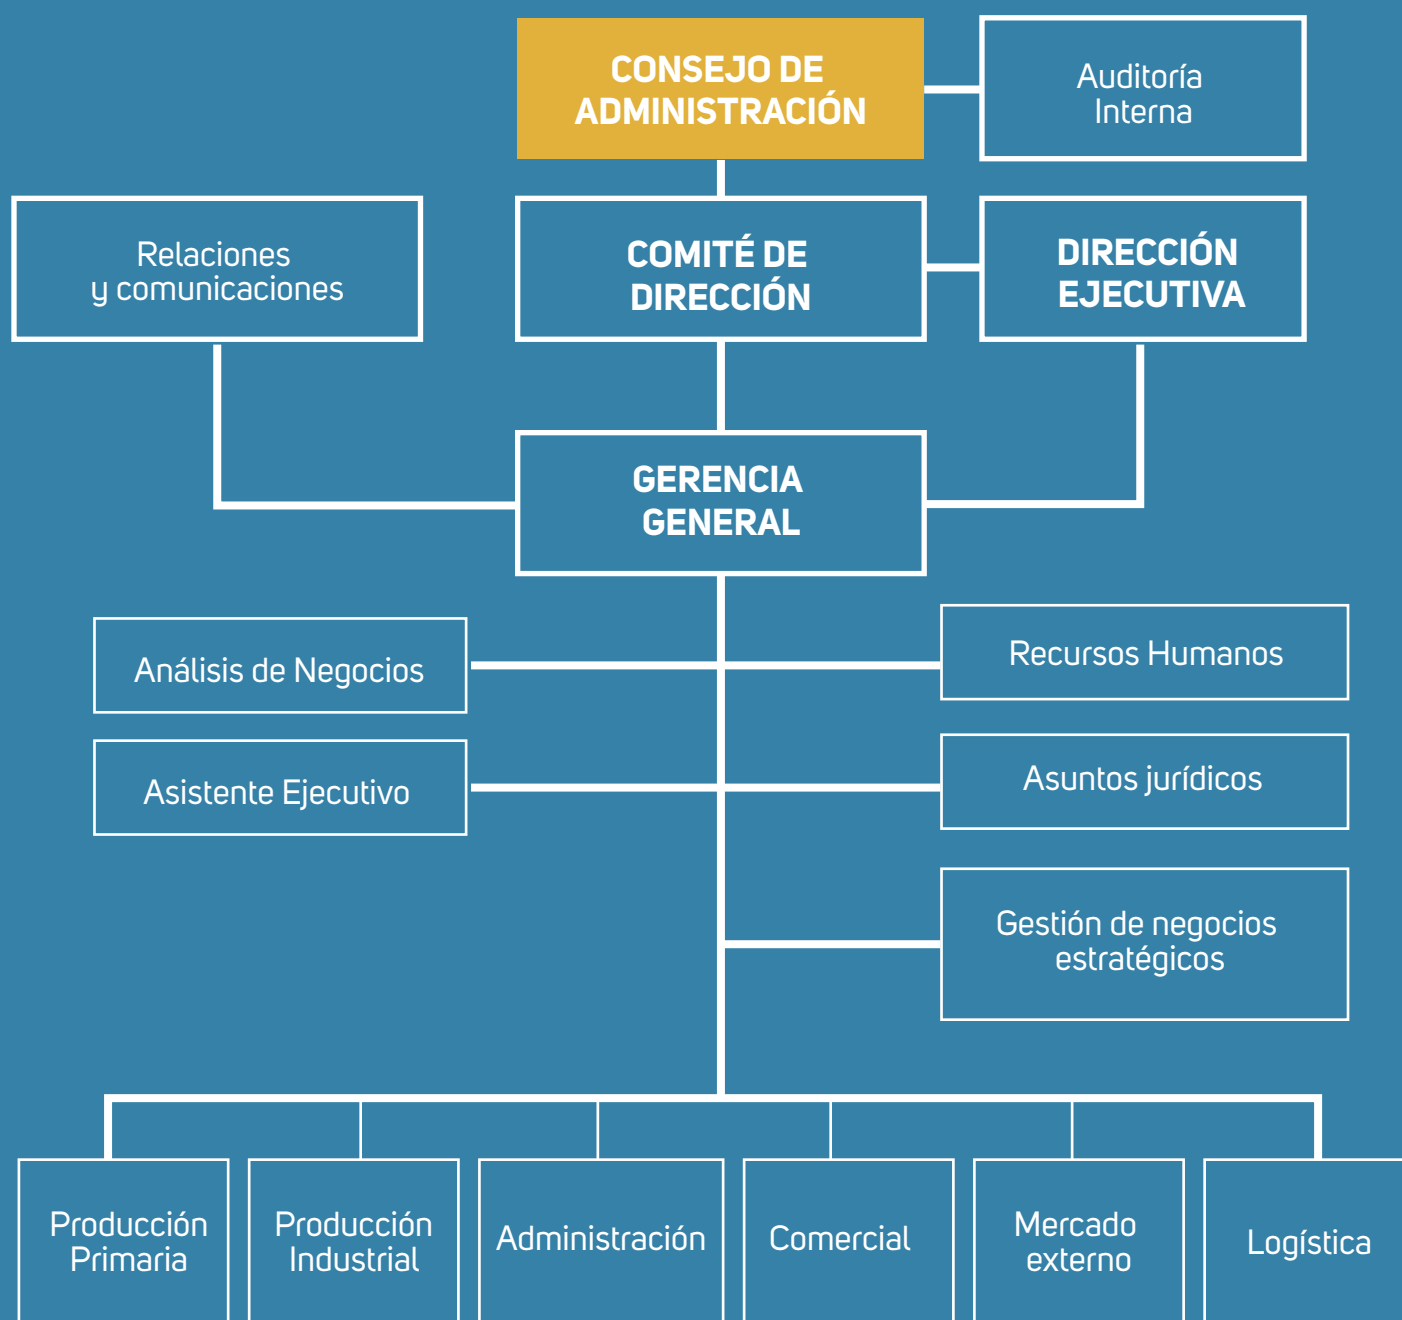 CONSEJO DE
ADMINISTRACIÓN
Auditoría
Interna
Relaciones
y comunicaciones
COMITÉ DE
DIRECCIÓN
DIRECCIÓN
EJECUTIVA
GERENCIA
GENERAL
Análisis de Negocios
Recursos Humanos
Asistente Ejecutivo
Asuntos jurídicos
Gestión de negocios
estratégicos
Producción
Primaria
Producción
Industrial
Administración
Comercial
Mercado
externo
Logística